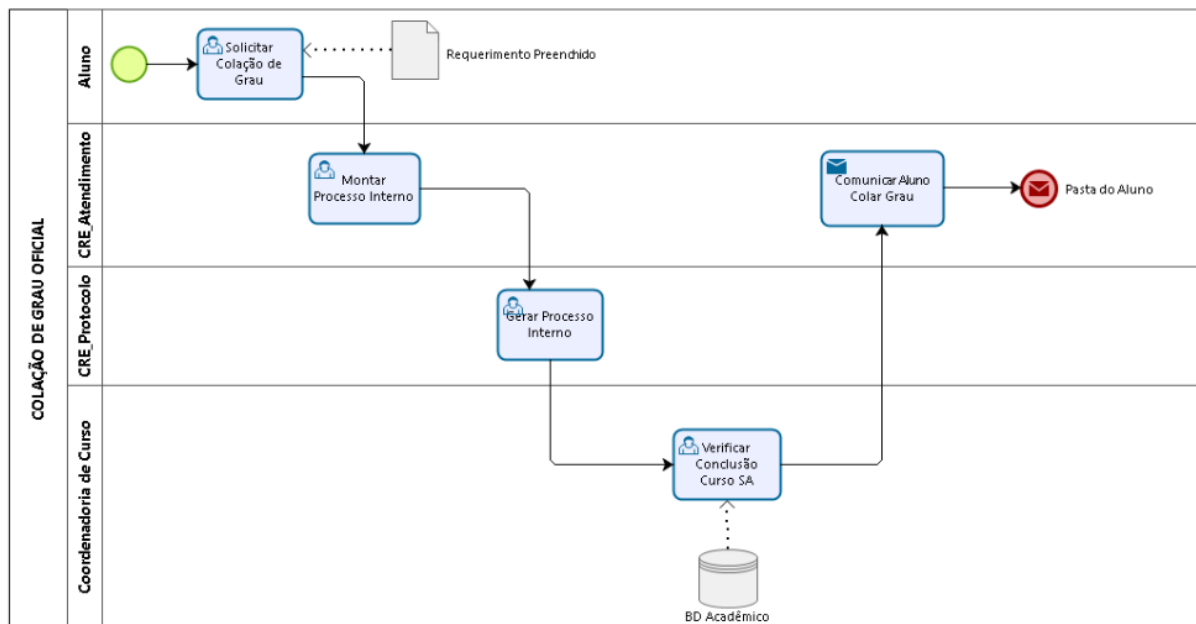 COLAÇÃO DE GRAU OFICIAL
Aluno
Solicitar
Colação de
Grau
Requerimento Preenchido
CRE_Atendimento
Montar
Processo Interno
Comunicar Aluno
Colar Grau
Pasta do Aluno
CRE_Protocolo
Gerar Processo
Interno
Coordenadoria de Curso
Verificar
Conclusão
Curso SA
BD Acadêmico